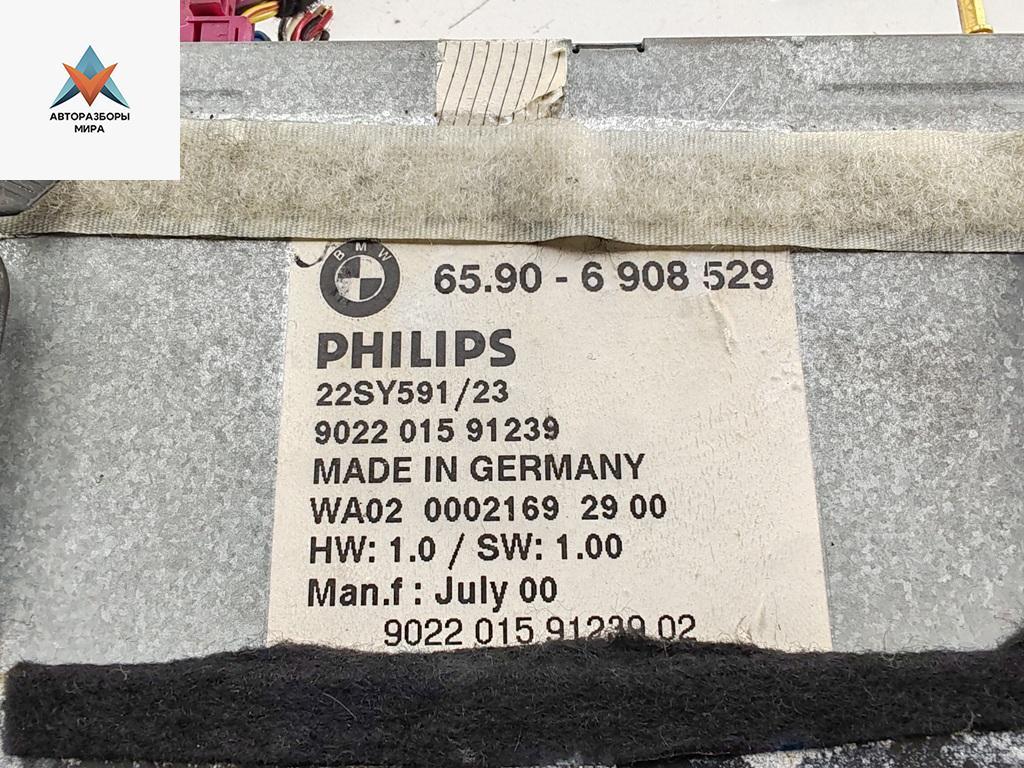 АВТОРАЗБОРЫ
МИРА
BMW
65.90 - 6 908 529
PHILIPS
22SY591/23
9022 015 91239
MADE IN GERMANY
WA02 0002169 29 00
HW: 1.0 / SW: 1.00
Man.f : July 00
9022 015 91239 02